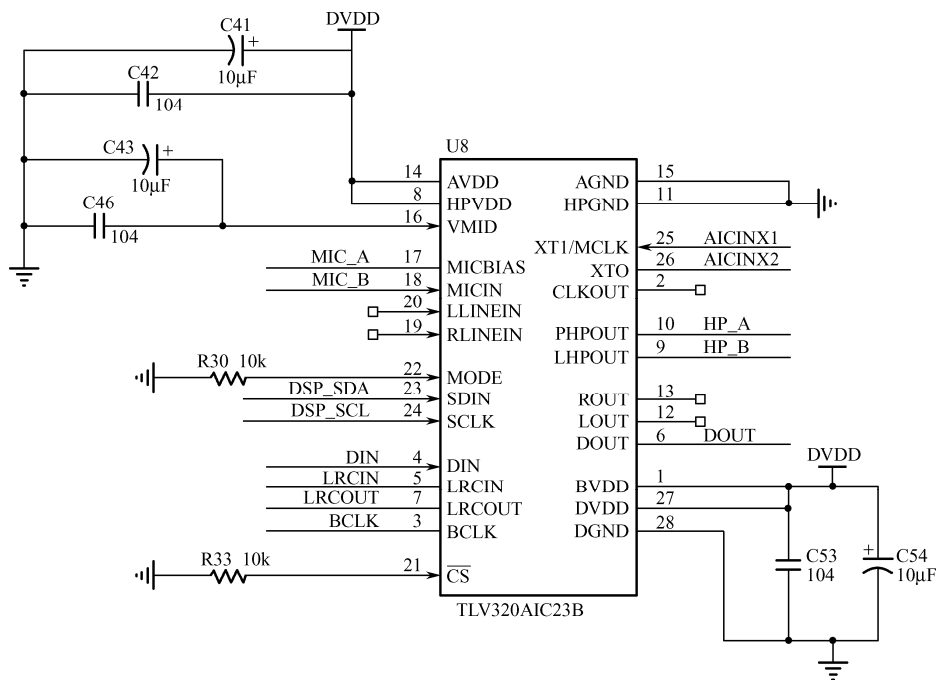 C41
+
10μF
DVDD
C42
104
C43
+
10μF
C46
104
U8
14 AVDD
8 HPVDD
16 VMID
MIC_A 17 MICBIAS
MIC_B 18 MICIN
20 LLINEIN
19 RLINEIN
R30 10k 22 MODE
DSP_SDA 23 SDIN
DSP_SCL 24 SCLK
DIN 4 DIN
LRCIN 5 LRCIN
LRCOUT 7 LRCOUT
BCLK 3 BCLK
R33 10k 21 CS
AGND 15
HPGND 11
XT1/MCLK 25 AICINX1
XTO 26 AICINX2
CLKOUT 2
PHPOUT 10 HP_A
LHPOUT 9 HP_B
ROUT 13
LOUT 12
DOUT 6 DOUT
BVDD 1
DVDD 27
DGND 28
DVDD
C53
104
+
C54
10μF
TLV320AIC23B